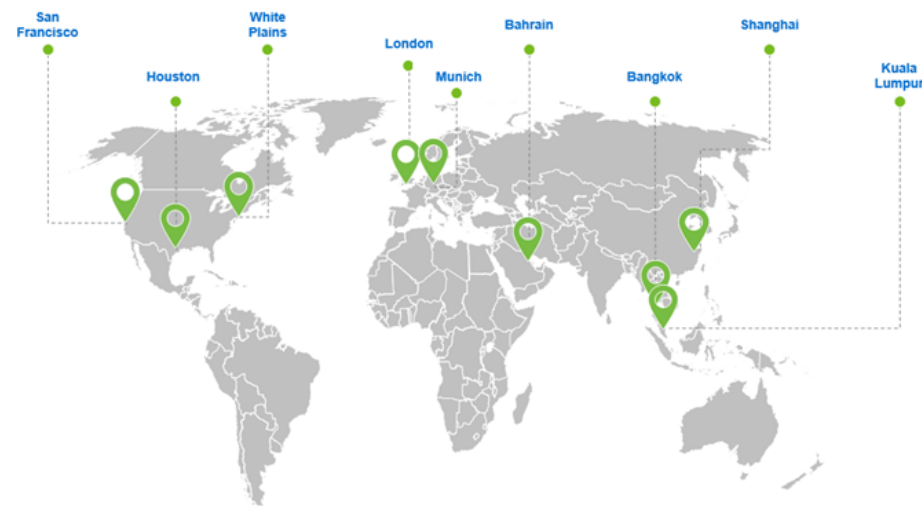 San
Francisco
White
Plains
Bahrain
Shanghai
London
Houston
Munich
Bangkok
Kuala
Lumpur